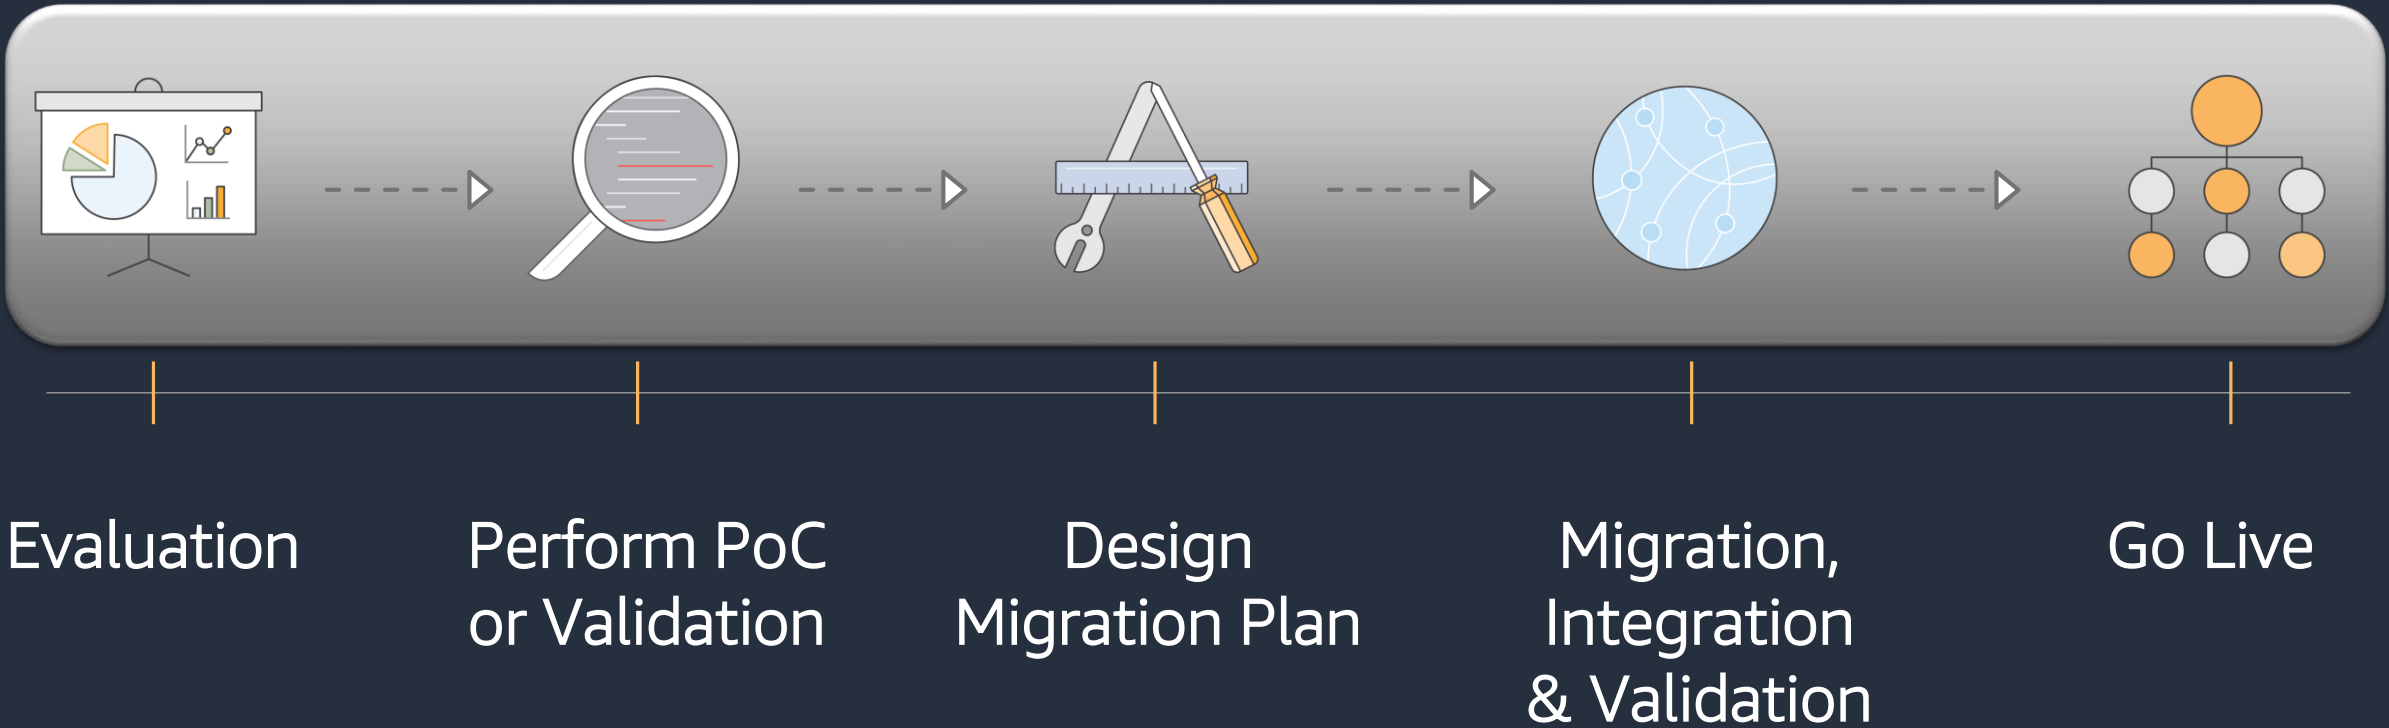 Evaluation
Perform PoC
or Validation
Design
Migration Plan
Migration,
Integration
& Validation
Go Live